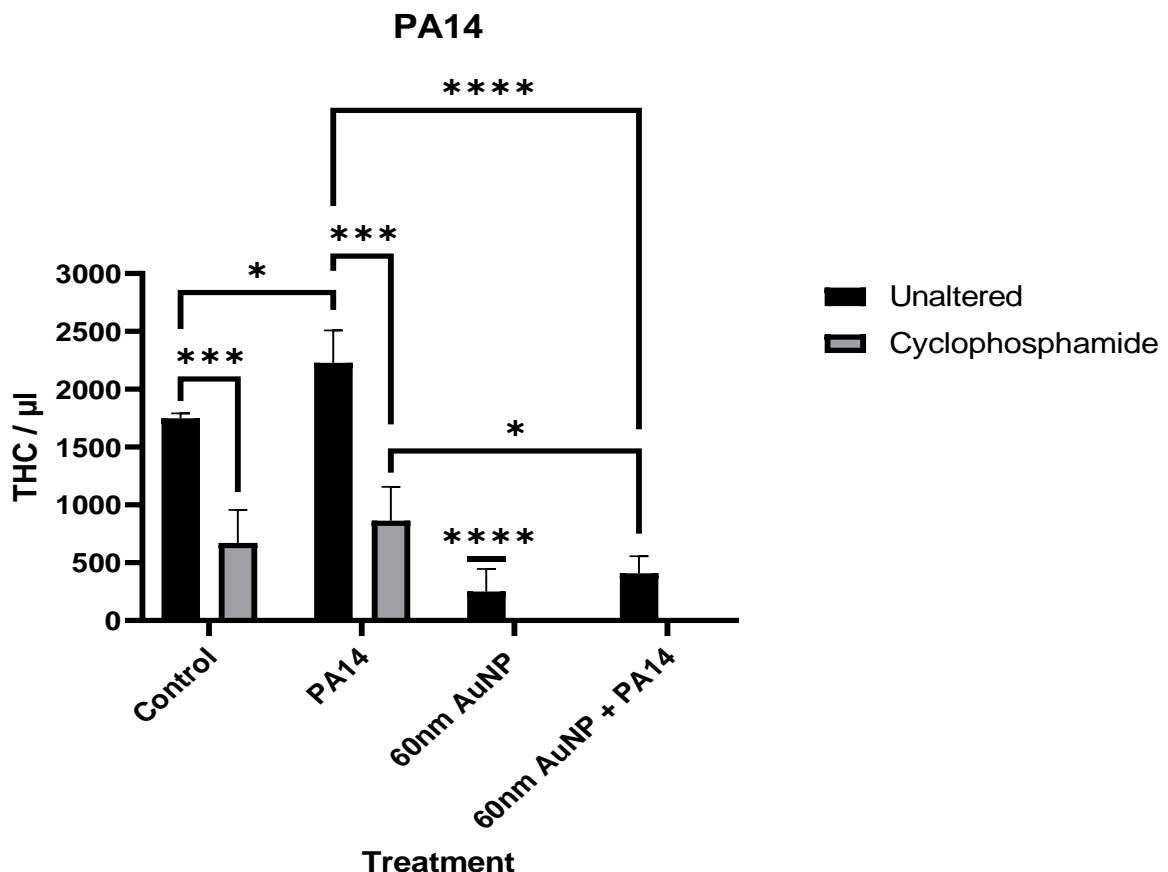 PA14
****
***
*
***
*
****
3000
2500
2000
1500
1000
500
0
THC / µl
Control
PA14
60nm AuNP
60nm AuNP + PA14
Treatment
Unaltered
Cyclophosphamide